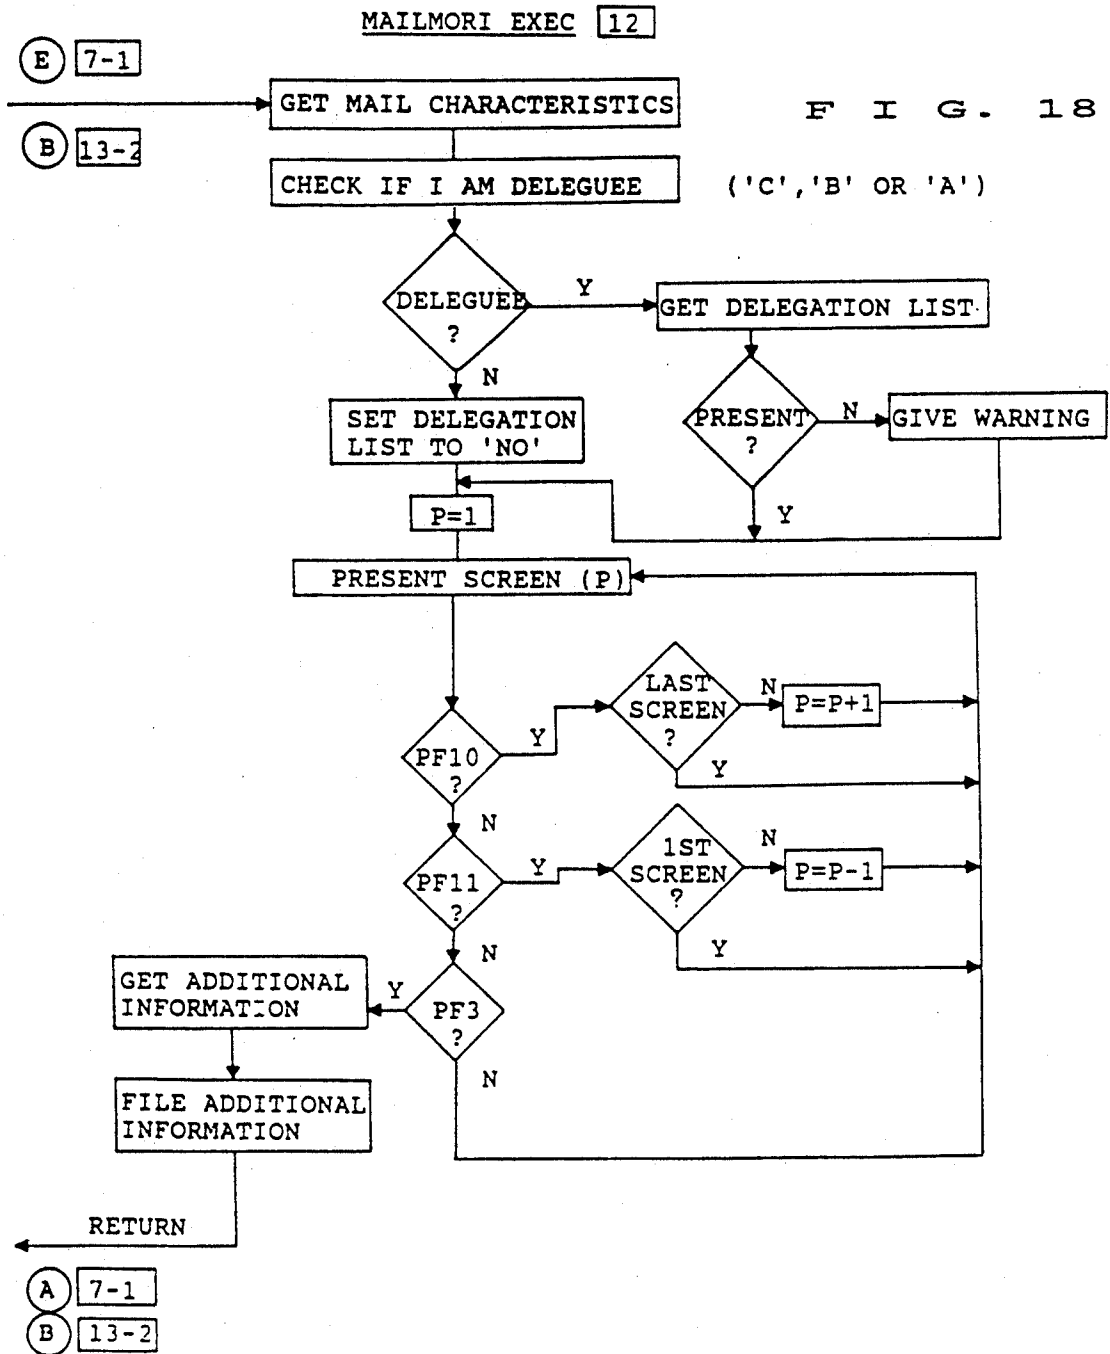 MAILMORI EXEC 12
E 7-1
GET MAIL CHARACTERISTICS
F I G. 18
B 13-2
CHECK IF I AM DELEGUEE
('C','B' OR 'A')
DELEGUEE
?
Y
GET DELEGATION LIST
N
SET DELEGATION
LIST TO 'NO'
PRESENT
?
N
GIVE WARNING
Y
P=1
PRESENT SCREEN (P)
LAST
SCREEN
?
N
P=P+1
Y
PF10
?
Y
N
1ST
SCREEN
?
N
P=P-1
Y
PF11
?
Y
N
PF3
?
Y
N
GET ADDITIONAL
INFORMATION
FILE ADDITIONAL
INFORMATION
RETURN
A 7-1
B 13-2